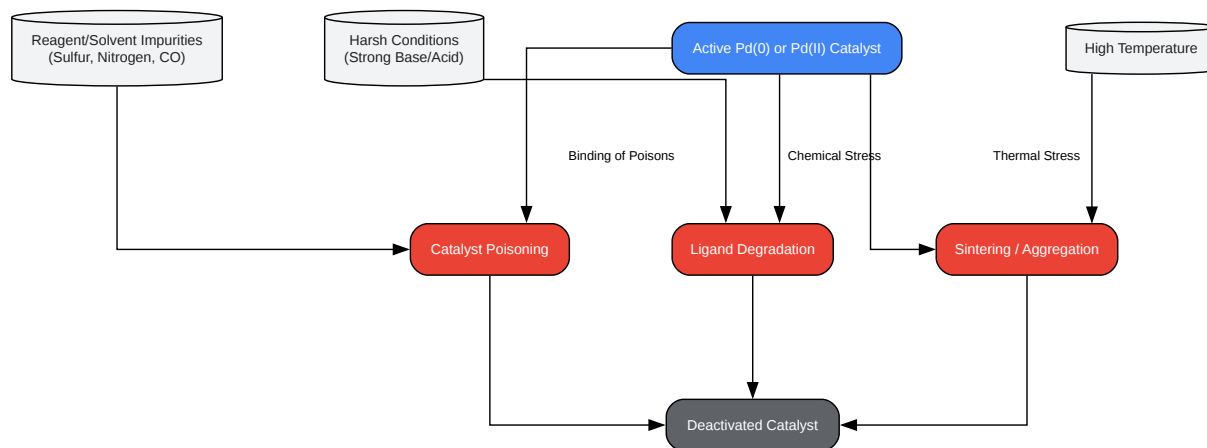 Reagent/Solvent Impurities
(Sulfur, Nitrogen, CO)
Harsh Conditions
(Strong Base/Acid)
Active Pd(0) or Pd(II) Catalyst
High Temperature
Binding of Poisons
Chemical Stress
Thermal Stress
Catalyst Poisoning
Ligand Degradation
Sintering / Aggregation
Deactivated Catalyst